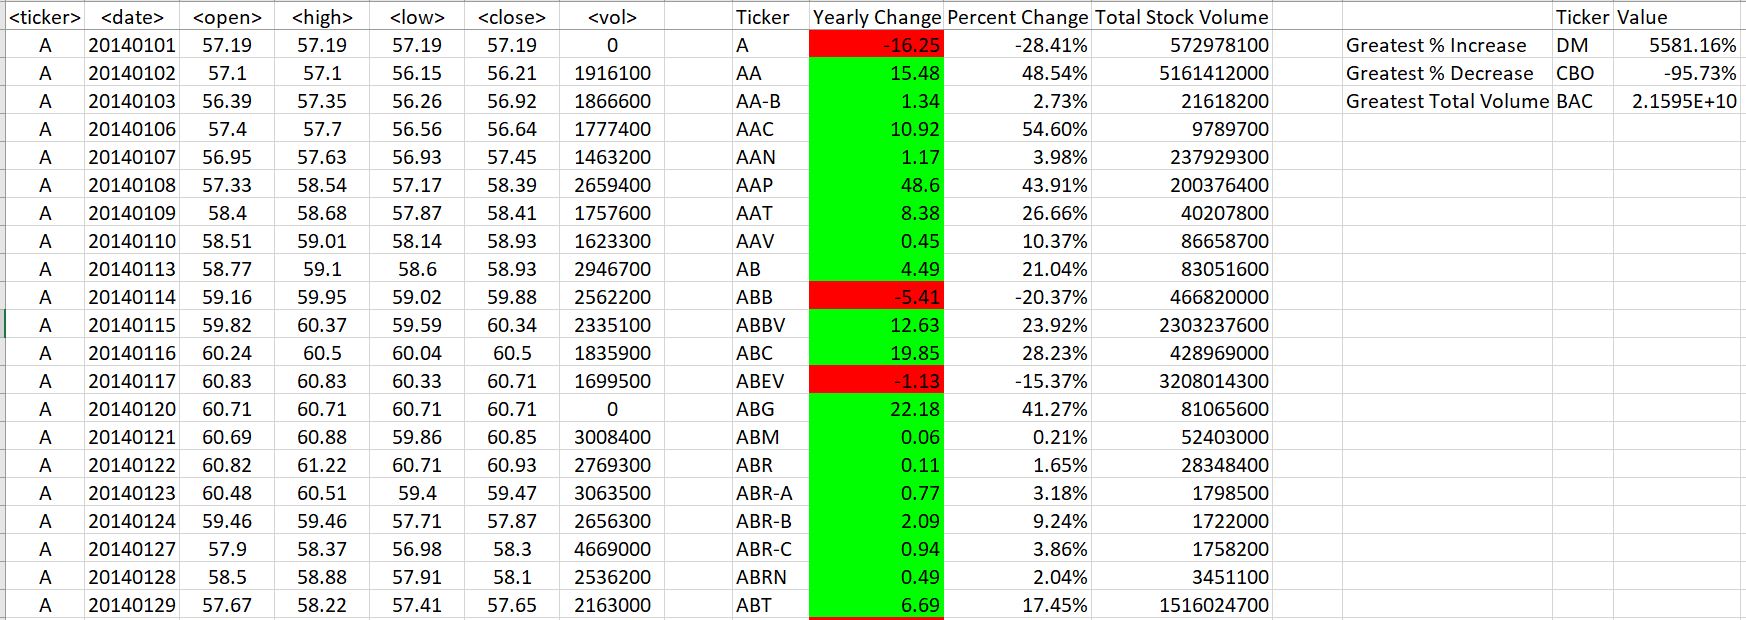 <ticker> <date> <open> <high> <low> <close> <vol> Ticker Yearly Change Percent Change Total Stock Volume Ticker Value
A 20140101 57.19 57.19 57.19 57.19 0 A -16.25 -28.41% 572978100 Greatest % Increase DM 5581.16%
A 20140102 57.1 57.1 56.15 56.21 1916100 AA 15.48 48.54% 5161412000 Greatest % Decrease CBO -95.73%
A 20140103 56.39 57.35 56.26 56.92 1866600 AA-B 1.34 2.73% 21618200 Greatest Total Volume BAC 2.1595E+10
A 20140106 57.4 57.7 56.56 56.64 1777400 AAC 10.92 54.60% 9789700
A 20140107 56.95 57.63 56.93 57.45 1463200 AAN 1.17 3.98% 237929300
A 20140108 57.33 58.54 57.17 58.39 2659400 AAP 48.6 43.91% 200376400
A 20140109 58.4 58.68 57.87 58.41 1757600 AAT 8.38 26.66% 40207800
A 20140110 58.51 59.01 58.14 58.93 1623300 AAV 0.45 10.37% 86658700
A 20140113 58.77 59.1 58.6 58.93 2946700 AB 4.49 21.04% 83051600
A 20140114 59.16 59.95 59.02 59.88 2562200 ABB -5.41 -20.37% 466820000
A 20140115 59.82 60.37 59.59 60.34 2335100 ABBV 12.63 23.92% 2303237600
A 20140116 60.24 60.5 60.04 60.5 1835900 ABC 19.85 28.23% 428969000
A 20140117 60.83 60.83 60.33 60.71 1699500 ABEV -1.13 -15.37% 3208014300
A 20140120 60.71 60.71 60.71 60.71 0 ABG 22.18 41.27% 81065600
A 20140121 60.69 60.88 59.86 60.85 3008400 ABM 0.06 0.21% 52403000
A 20140122 60.82 61.22 60.71 60.93 2769300 ABR 0.11 1.65% 28348400
A 20140123 60.48 60.51 59.4 59.47 3063500 ABR-A 0.77 3.18% 1798500
A 20140124 59.46 59.46 57.71 57.87 2656300 ABR-B 2.09 9.24% 1722000
A 20140127 57.9 58.37 56.98 58.3 4669000 ABR-C 0.94 3.86% 1758200
A 20140128 58.5 58.88 57.91 58.1 2536200 ABRN 0.49 2.04% 3451100
A 20140129 57.67 58.22 57.41 57.65 2163000 ABT 6.69 17.45% 1516024700